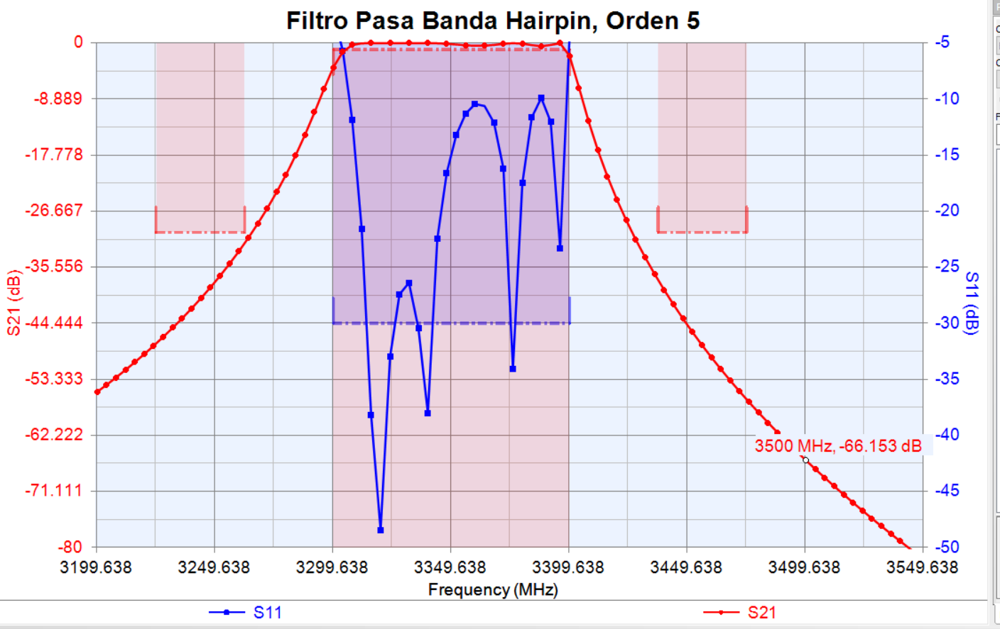 Filtro Pasa Banda Hairpin, Orden 5
0
-8.889
-17.778
-26.667
-35.556
-44.444
-53.333
-62.222
-71.111
-80
S21 (dB)
-5
-10
-15
-20
-25
-30
-35
-40
-45
-50
S11 (dB)
3500 MHz, -66.153 dB
3199.638 3249.638 3299.638 3349.638 3399.638 3449.638 3499.638 3549.638
Frequency (MHz)
S11 S21